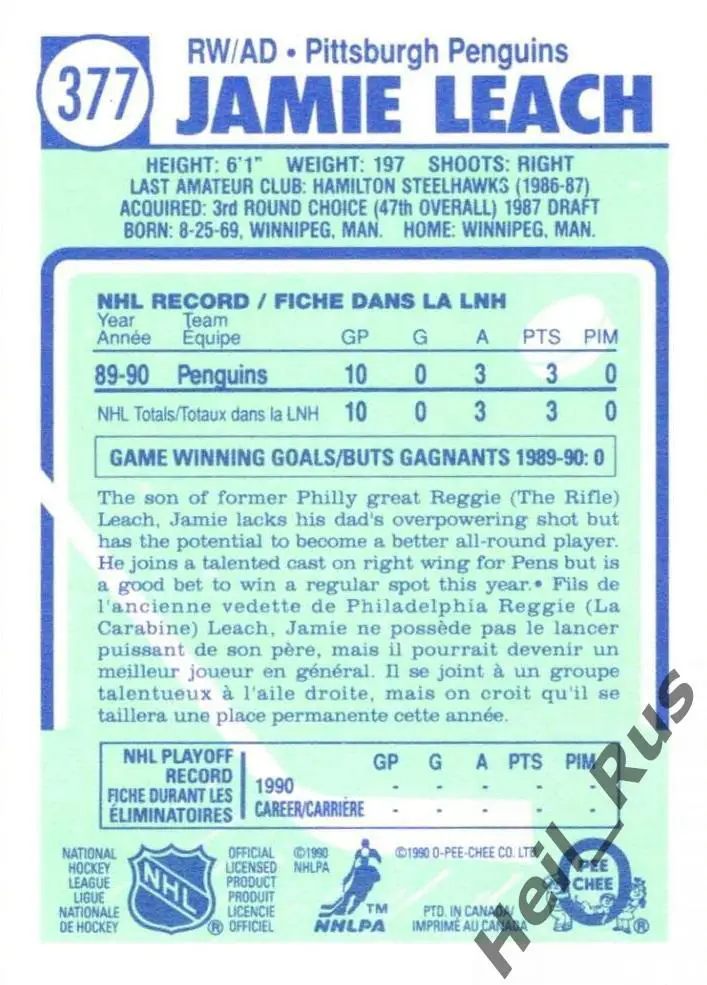 377
RW/AD • Pittsburgh Penguins
JAMIE LEACH
HEIGHT: 6'1" WEIGHT: 197 SHOOTS: RIGHT
LAST AMATEUR CLUB: HAMILTON STEELHAWKS (1986-87)
ACQUIRED: 3rd ROUND CHOICE (47th OVERALL) 1987 DRAFT
BORN: 8-25-69, WINNIPEG, MAN. HOME: WINNIPEG, MAN.
NHL RECORD / FICHE DANS LA LNH
Year Team
Année Équipe GP G A PTS PIM
89-90 Penguins 10 0 3 3 0
NHL Totals/Totaux dans la LNH 10 0 3 3 0
GAME WINNING GOALS/BUTS GAGNANTS 1989-90: 0
The son of former Philly great Reggie (The Rifle)
Leach, Jamie lacks his dad's overpowering shot but
has the potential to become a better all-round player.
He joins a talented cast on right wing for Pens but is
a good bet to win a regular spot this year.• Fils de
l'ancienne vedette de Philadelphia Reggie (La
Carabine) Leach, Jamie ne possède pas le lancer
puissant de son père, mais il pourrait devenir un
meilleur joueur en général. Il se joint à un groupe
talentueux à l'aile droite, mais on croit qu'il se
taillera une place permanente cette année.
NHL PLAYOFF
RECORD
FICHE DURANT LES
ÉLIMINATOIRES
GP G A PTS PIM
1990 - - - - -
CAREER/CARRIÈRE - - - - -
NATIONAL
HOCKEY
LEAGUE
LIGUE
NATIONALE
DE HOCKEY
NHL
®
OFFICIAL
LICENSED
PRODUCT
PRODUIT
LICENCIE
OFFICIEL
©1990
NHLPA
TM
NHLPA
©1990 O-PEE-CHEE CO. LTD
PTD. IN CANADA/
IMPRIMÉ AU CANADA
O
PEE
CHEE
®
Heil_Rus